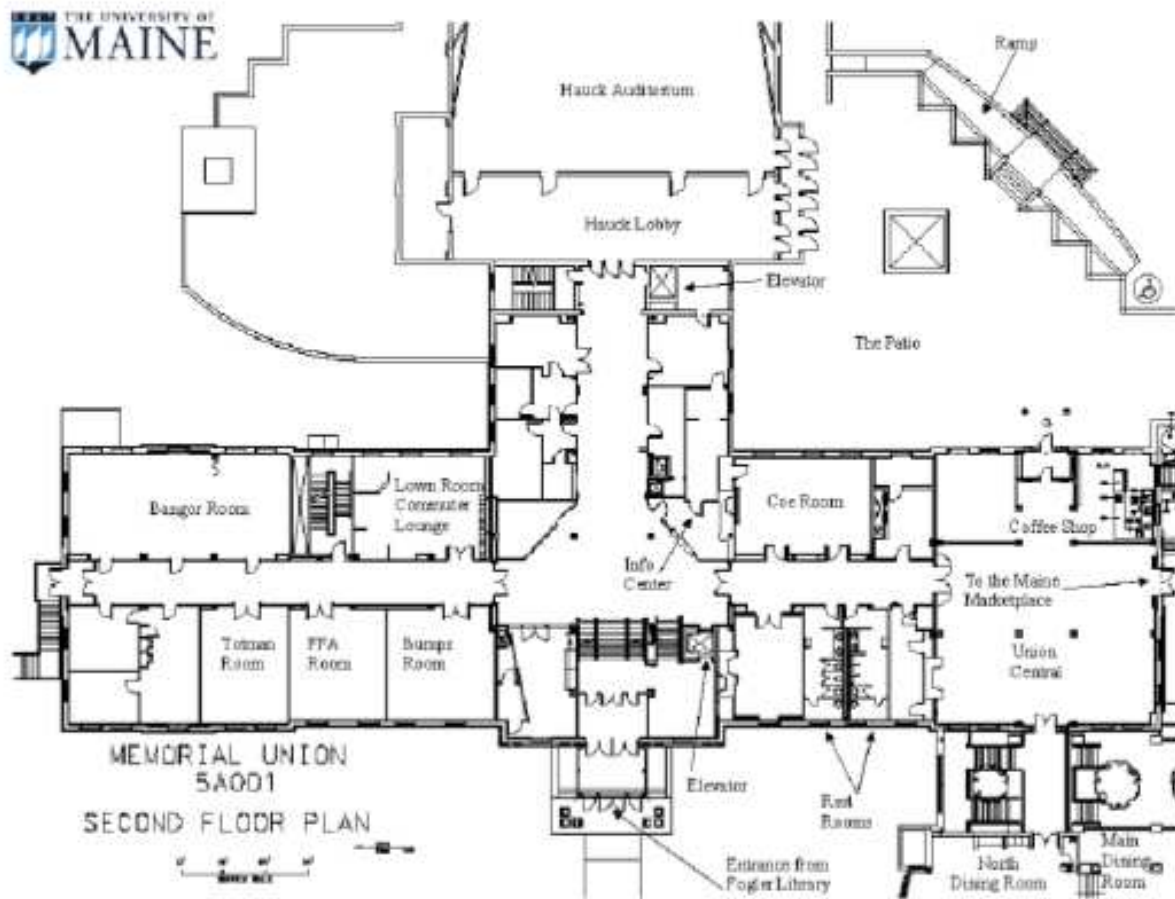 THE UNIVERSITY OF
MAINE
Ramp
Hauck Auditorium
Hauck Lobby
Elevator
The Patio
Bangor Room
Lown Room
Commuter
Lounge
Coe Room
Coffee Shop
Info
Center
To the Maine
Marketplace
Totman
Room
FFA
Room
Bumps
Room
Union
Central
MEMORIAL UNION
5A001
SECOND FLOOR PLAN
Elevator
Rest
Rooms
Entrance from
Fogler Library
North
Dining Room
Main
Dining
Room